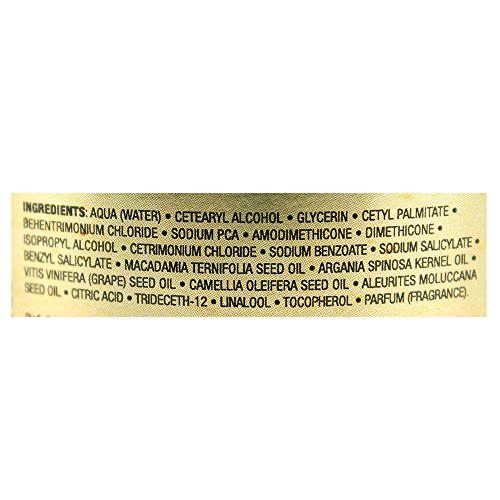 INGREDIENTS: AQUA (WATER) • CETEARYL ALCOHOL • GLYCERIN • CETYL PALMITATE •
BEHENTRIMONIUM CHLORIDE • SODIUM PCA • AMODIMETHICONE • DIMETHICONE •
ISOPROPYL ALCOHOL • CETRIMONIUM CHLORIDE • SODIUM BENZOATE • SODIUM SALICYLATE •
BENZYL SALICYLATE • MACADAMIA TERNIFOLIA SEED OIL • ARGANIA SPINOSA KERNEL OIL •
VITIS VINIFERA (GRAPE) SEED OIL • CAMELLIA OLEIFERA SEED OIL • ALEURITES MOLUCCANA
SEED OIL • CITRIC ACID • TRIDECETH-12 • LINALOOL • TOCOPHEROL • PARFUM (FRAGRANCE).